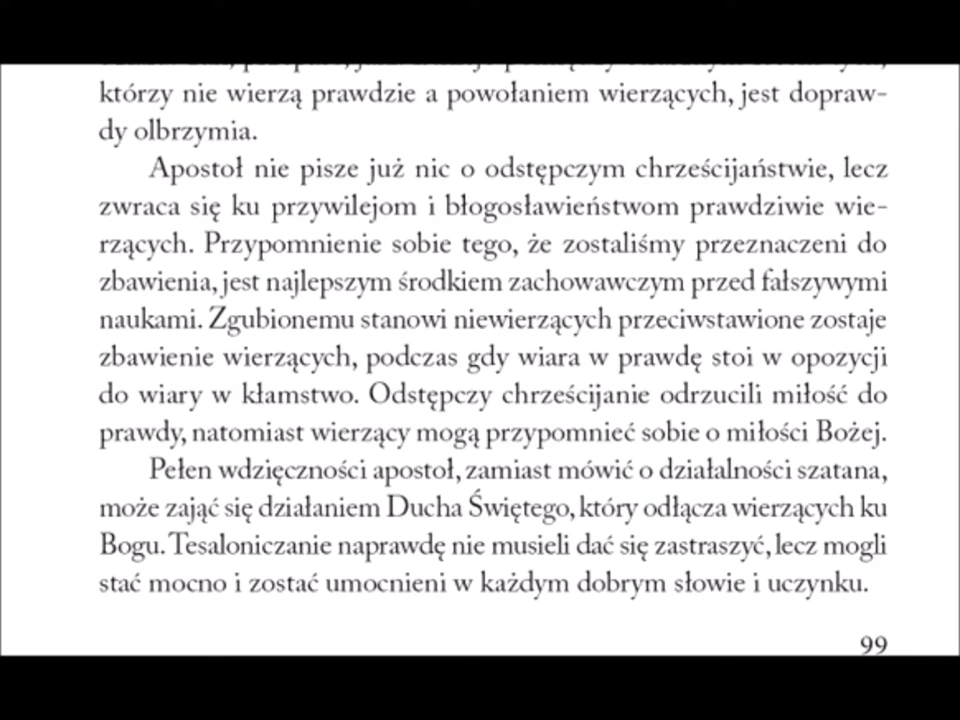 którzy nie wierzą prawdzie a powołaniem wierzących, jest dopraw-
dy olbrzymia.
Apostoł nie pisze już nic o odstępczym chrześcijaństwie, lecz
zwraca się ku przywilejom i błogosławieństwom prawdziwie wie-
rzących. Przypomnienie sobie tego, że zostaliśmy przeznaczeni do
zbawienia, jest najlepszym środkiem zachowawczym przed fałszywymi
naukami. Zgubionemu stanowi niewierzących przeciwstawione zostaje
zbawienie wierzących, podczas gdy wiara w prawdę stoi w opozycji
do wiary w kłamstwo. Odstępczy chrześcijanie odrzucili miłość do
prawdy, natomiast wierzący mogą przypomnieć sobie o miłości Bożej.
Pełen wdzięczności apostoł, zamiast mówić o działalności szatana,
może zająć się działaniem Ducha Świętego, który odłącza wierzących ku
Bogu. Tesaloniczanie naprawdę nie musieli dać się zastraszyć, lecz mogli
stać mocno i zostać umocnieni w każdym dobrym słowie i uczynku.
99